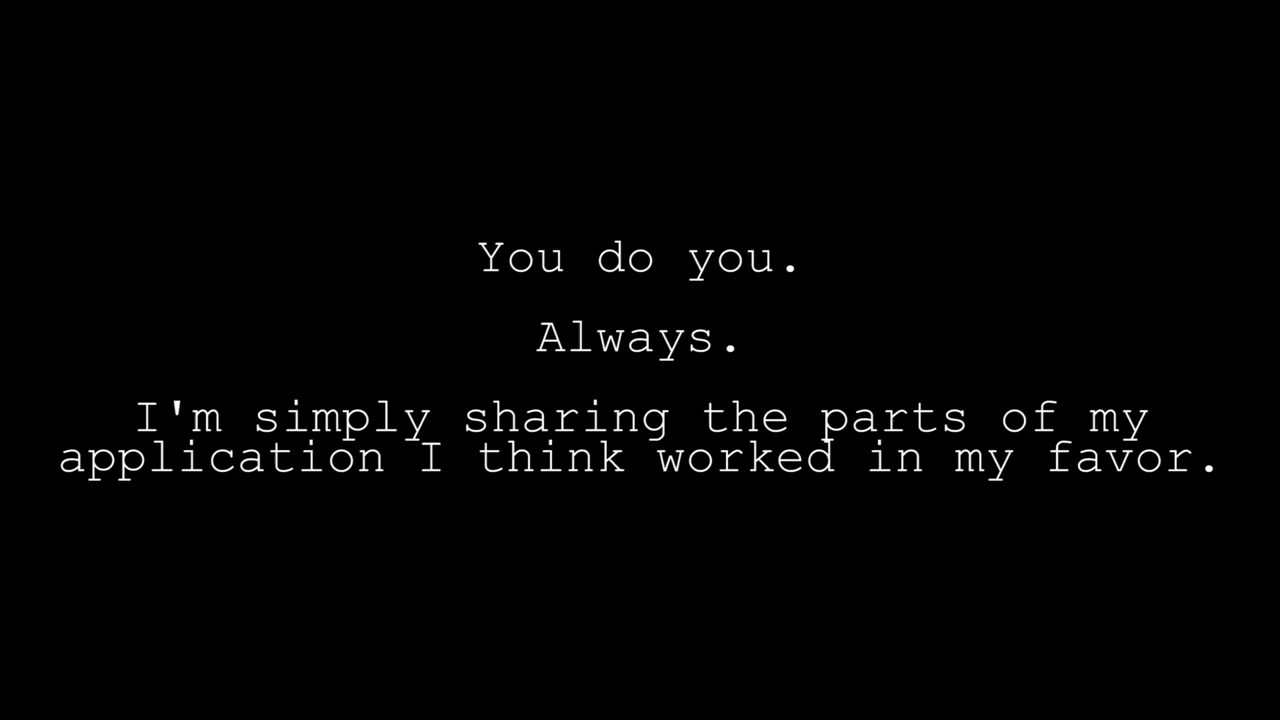 You do you.
Always.
I'm simply sharing the parts of my
application I think worked in my favor.